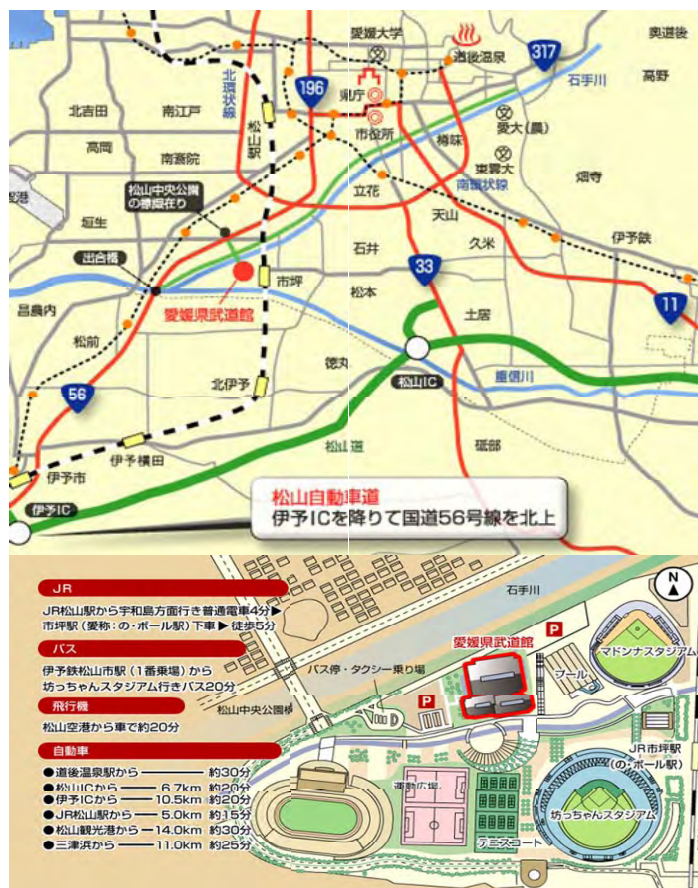 愛媛大学
道後温泉
奥道後
317
石手川
高野
北環状線
196
県庁
北吉田
南江戸
松山駅
市役所
樽味
愛大(農)
高岡
南斎院
東雲大
南環状線
畑寺
空港
松山中央公園
の標識在り
立花
天山
垣生
伊予鉄
石井
久米
出合橋
市坪
33
11
愛媛県武道館
松本
土居
昌農内
松前
徳丸
56
北伊予
松山IC
重信川
伊予横田
松山道
砥部
伊予市
伊予IC
松山自動車道
伊予ICを降りて国道56号線を北上
JR
JR松山駅から宇和島方面行き普通電車4分▶
市坪駅(愛称:の・ボール駅)下車▶徒歩5分
バス
伊予鉄松山市駅(1番乗場)から
坊っちゃんスタジアム行きバス20分
飛行機
松山空港から車で約20分
自動車
●道後温泉駅から 約30分
●松山ICから 6.7km 約20分
●伊予ICから 10.5km 約20分
●JR松山駅から 5.0km 約15分
●松山観光港から 14.0km 約30分
●三津浜から 11.0km 約25分
石手川
N
愛媛県武道館
P
マドンナスタジアム
プール
バス停・タクシー乗り場
P
松山中央公園橋
JR市坪駅
(の・ボール駅)
運動広場
坊っちゃんスタジアム
テニスコート